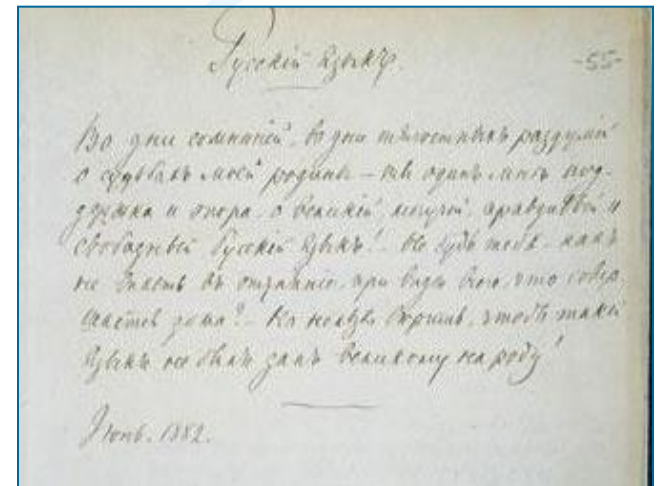 Русскій Языкъ.
-55-
Во дни сомнѣній, во дни тягостныхъ раздумій
о судьбахъ моей родины – ты одинъ мнѣ под-
держка и опора, о великій, могучій, правдивый и
свободный Русскій Языкъ! – Не будь тебя – какъ
не впасть въ отчаяніе, при видѣ всего, что совер-
шается дома? – Но нельзя вѣрить, чтобъ такой
Языкъ не былъ данъ великому народу!
Іюнь. 1882.